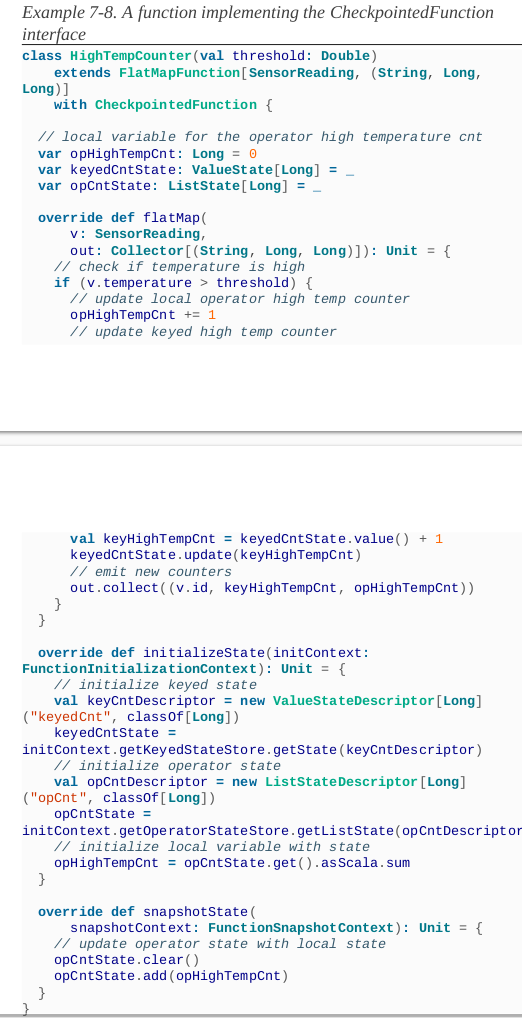 Example 7-8. A function implementing the CheckpointedFunction
interface
class HighTempCounter(val threshold: Double)
    extends FlatMapFunction[SensorReading, (String, Long,
Long)]
    with CheckpointedFunction {
  // local variable for the operator high temperature cnt
  var opHighTempCnt: Long = 0
  var keyedCntState: ValueState[Long] = _
  var opCntState: ListState[Long] = _
  override def flatMap(
      v: SensorReading,
      out: Collector[(String, Long, Long)]): Unit = {
    // check if temperature is high
    if (v.temperature > threshold) {
      // update local operator high temp counter
      opHighTempCnt += 1
      // update keyed high temp counter
      val keyHighTempCnt = keyedCntState.value() + 1
      keyedCntState.update(keyHighTempCnt)
      // emit new counters
      out.collect((v.id, keyHighTempCnt, opHighTempCnt))
    }
  }
  override def initializeState(initContext:
FunctionInitializationContext): Unit = {
    // initialize keyed state
    val keyCntDescriptor = new ValueStateDescriptor[Long]
("keyedCnt", classOf[Long])
    keyedCntState =
initContext.getKeyedStateStore.getState(keyCntDescriptor)
    // initialize operator state
    val opCntDescriptor = new ListStateDescriptor[Long]
("opCnt", classOf[Long])
    opCntState =
initContext.getOperatorStateStore.getListState(opCntDescriptor
    // initialize local variable with state
    opHighTempCnt = opCntState.get().asScala.sum
  }
  override def snapshotState(
      snapshotContext: FunctionSnapshotContext): Unit = {
    // update operator state with local state
    opCntState.clear()
    opCntState.add(opHighTempCnt)
  }
}